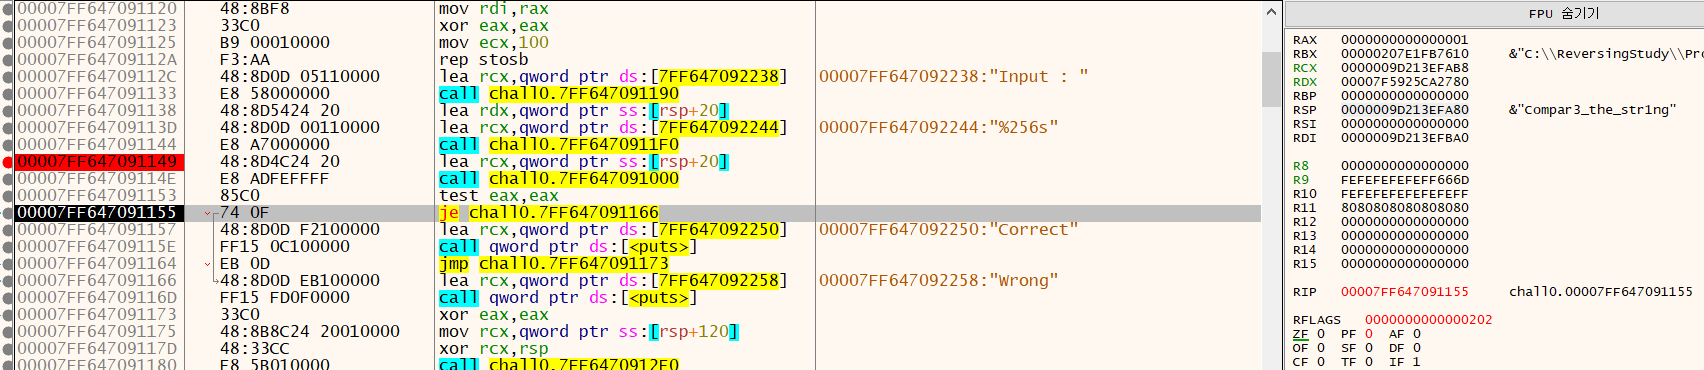 00007FF647091120 48:8BF8 mov rdi,rax
00007FF647091123 33C0 xor eax,eax
00007FF647091125 B9 00010000 mov ecx,100
00007FF64709112A F3:AA rep stosb
00007FF64709112C 48:8D0D 05110000 lea rcx,qword ptr ds:[7FF647092238] 00007FF647092238:"Input : "
00007FF647091133 E8 58000000 call chall0.7FF647091190
00007FF647091138 48:8D5424 20 lea rdx,qword ptr ss:[rsp+20]
00007FF64709113D 48:8D0D 00110000 lea rcx,qword ptr ds:[7FF647092244] 00007FF647092244:"%256s"
00007FF647091144 E8 A7000000 call chall0.7FF6470911F0
00007FF647091149 48:8D4C24 20 lea rcx,qword ptr ss:[rsp+20]
00007FF64709114E E8 ADFEFFFF call chall0.7FF647091000
00007FF647091153 85C0 test eax,eax
00007FF647091155 74 0F je chall0.7FF647091166
00007FF647091157 48:8D0D F2100000 lea rcx,qword ptr ds:[7FF647092250] 00007FF647092250:"Correct"
00007FF64709115E FF15 0C100000 call qword ptr ds:[<puts>]
00007FF647091164 EB 0D jmp chall0.7FF647091173
00007FF647091166 48:8D0D EB100000 lea rcx,qword ptr ds:[7FF647092258] 00007FF647092258:"Wrong"
00007FF64709116D FF15 FD0F0000 call qword ptr ds:[<puts>]
00007FF647091173 33C0 xor eax,eax
00007FF647091175 48:8B8C24 20010000 mov rcx,qword ptr ss:[rsp+120]
00007FF64709117D 48:33CC xor rcx,rsp
00007FF647091180 E8 5B010000 call chall0.7FF6470912E0
FPU 숨기기
RAX 0000000000000001
RBX 00000207E1FB7610 &"C:\\ReversingStudy\\Pro
RCX 0000009D213EFAB8
RDX 00007F5925CA2780
RBP 0000000000000000
RSP 0000009D213EFA80 &"Compar3_the_str1ng"
RSI 0000000000000000
RDI 0000009D213EFBA0
R8 0000000000000000
R9 FEFEFEFEFEFF666D
R10 FEFEFEFEFEFEFEFF
R11 8080808080808080
R12 0000000000000000
R13 0000000000000000
R14 0000000000000000
R15 0000000000000000
RIP 00007FF647091155 chall0.00007FF647091155
RFLAGS 0000000000000202
ZF 0 PF 0 AF 0
OF 0 SF 0 DF 0
CF 0 TF 0 IF 1